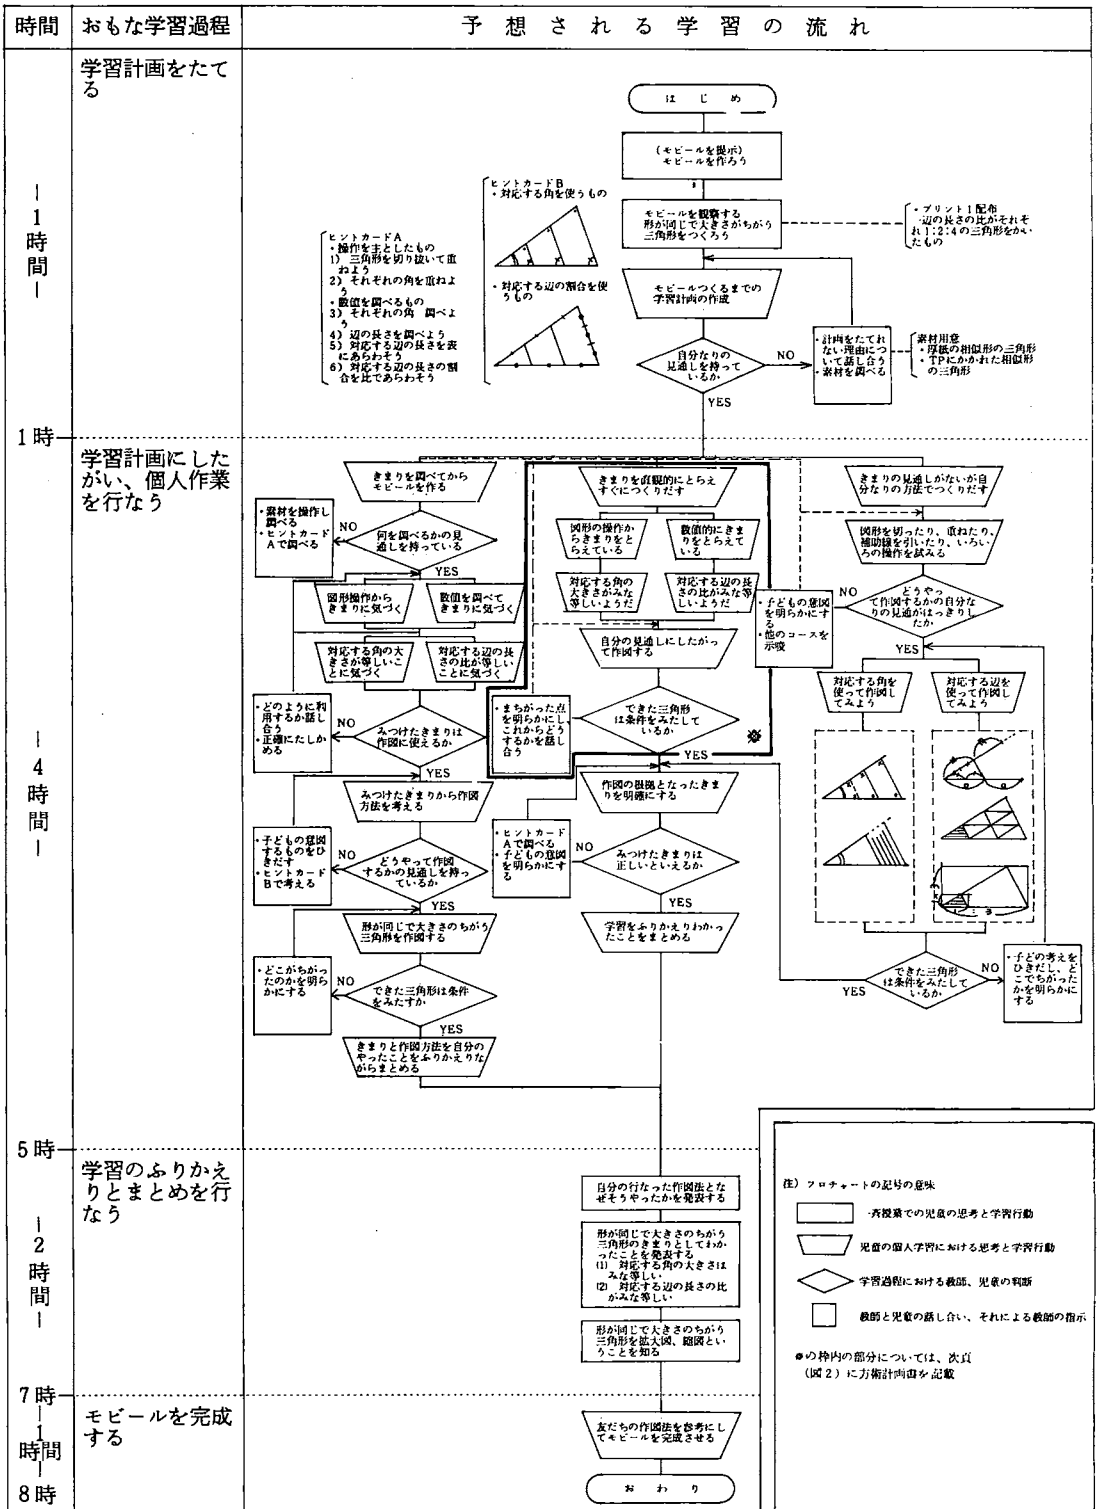 時間 おもな学習過程 予想される学習の流れ
学習計画をたて
る
はじめ
(モビールを提示)
モビールを作ろう
モビールを観察する
形が同じで大きさがちがう
三角形をつくろう
・プリント1配布
辺の長さの比がそれぞ
れ1:2:4の三角形をかい
たもの
ヒントカードB
・対応する角を使うもの
・対応する辺の割合を使
うもの
ヒントカードA
・操作を主としたもの
1) 三角形を切り抜いて重
ねよう
2) それぞれの角を重ねよ
う
・数値を調べるもの
3) それぞれの角 調べよ
う
4) 辺の長さを調べよう
5) 対応する辺の長さを表
にあらわそう
6) 対応する辺の長さの割
合を比であらわそう
モビールつくるまでの
学習計画の作成
自分なりの
見通しを持って
いるか
NO
YES
・計画をたてれ
ない理由につ
いて話し合う
・素材を調べる
素材用意
・厚紙の相似形の三角形
・TPにかかれた相似形
の三角形
1時間
1時
学習計画にした
がい、個人作業
を行なう
きまりを調べてから
モビールを作る
何を調べるかの見
通しを持っている
NO
YES
・素材を操作し
調べる
・ヒントカード
Aで調べる
図形操作から
きまりに気づく
数値を調べて
きまりに気づく
対応する角の大
きさが等しいこ
とに気づく
対応する辺の長
さの比が等しい
ことに気づく
みつけたきまりは
作図に使えるか
NO
YES
・どのように利
用するか話し
合う
・正確にたしか
める
みつけたきまりから作図
方法を考える
どうやって作図
するかの見通しを持っ
ているか
NO
YES
・子どもの意図
するものをひ
きだす
・ヒントカード
Bで考える
形が同じで大きさのちがう
三角形を作図する
できた三角形は条件
をみたすか
NO
YES
・どこがちがっ
たのかを明ら
かにする
きまりと作図方法を自分の
やったことをふりかえりな
がらまとめる
きまりを直観的にとらえ
すぐにつくりだす
図形の操作か
らきまりをと
らえている
数値的にきま
りをとらえて
いる
対応する角の
大きさがみな
等しいようだ
対応する辺の長
さの比がみな等
しいようだ
自分の見通しにしたがっ
て作図する
できた三角形
は条件をみたして
いるか
YES
・まちがった点
を明らかにし、
これからどう
するかを話し
合う
※
作図の根拠となったきま
りを明確にする
みつけたきまりは
正しいといえるか
NO
YES
・ヒントカード
Aで調べる
・子どもの意図
を明らかにす
る
学習をふりかえりわかっ
たことをまとめる
きまりの見通しがないが自
分なりの方法でつくりだす
図形を切ったり、重ねたり、
補助線を引いたり、いろい
ろの操作を試みる
どうやっ
て作図するかの自分な
りの見通がはっきりし
たか
NO
YES
・子どもの意図
を明らかにす
る
・他のコースを
示唆
対応する角を
使って作図し
てみよう
対応する辺を
使って作図し
てみよう
できた三角形
は条件をみたして
いるか
YES
NO
・子どの考えを
ひきだし、ど
こでちがった
かを明らかに
する
4時間
5時
学習のふりかえ
りとまとめを行
なう
自分の行なった作図法とな
ぜそうやったかを発表する
形が同じで大きさのちがう
三角形のきまりとしてわか
ったことを発表する
(1) 対応する角の大きさは
みな等しい
(2) 対応する辺の長さの比
がみな等しい
形が同じで大きさのちがう
三角形を拡大図、縮図とい
うことを知る
2時間
7時
モビールを完成
する
友だちの作図法を参考にし
てモビールを完成させる
おわり
1時間
8時
注) フロチャートの記号の意味
一斉授業での児童の思考と学習行動
児童の個人学習における思考と学習行動
学習過程における教師、児童の判断
教師と児童の話し合い、それによる教師の指示
※の枠内の部分については、次頁
(図2)に方術計画書を記載